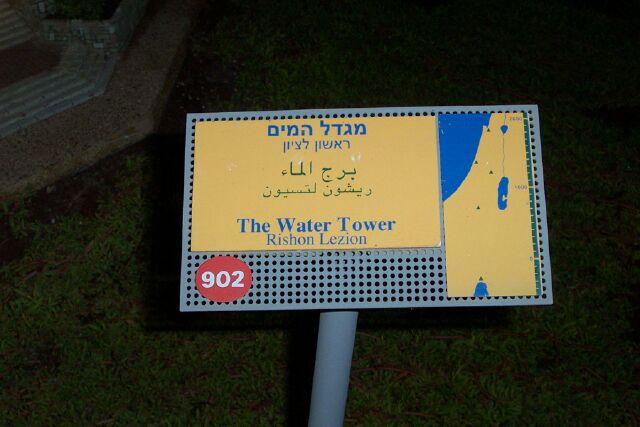 מגדל המים
ראשון לציון
برج الماء
ريشون لتسيون
The Water Tower
Rishon Lezion
902